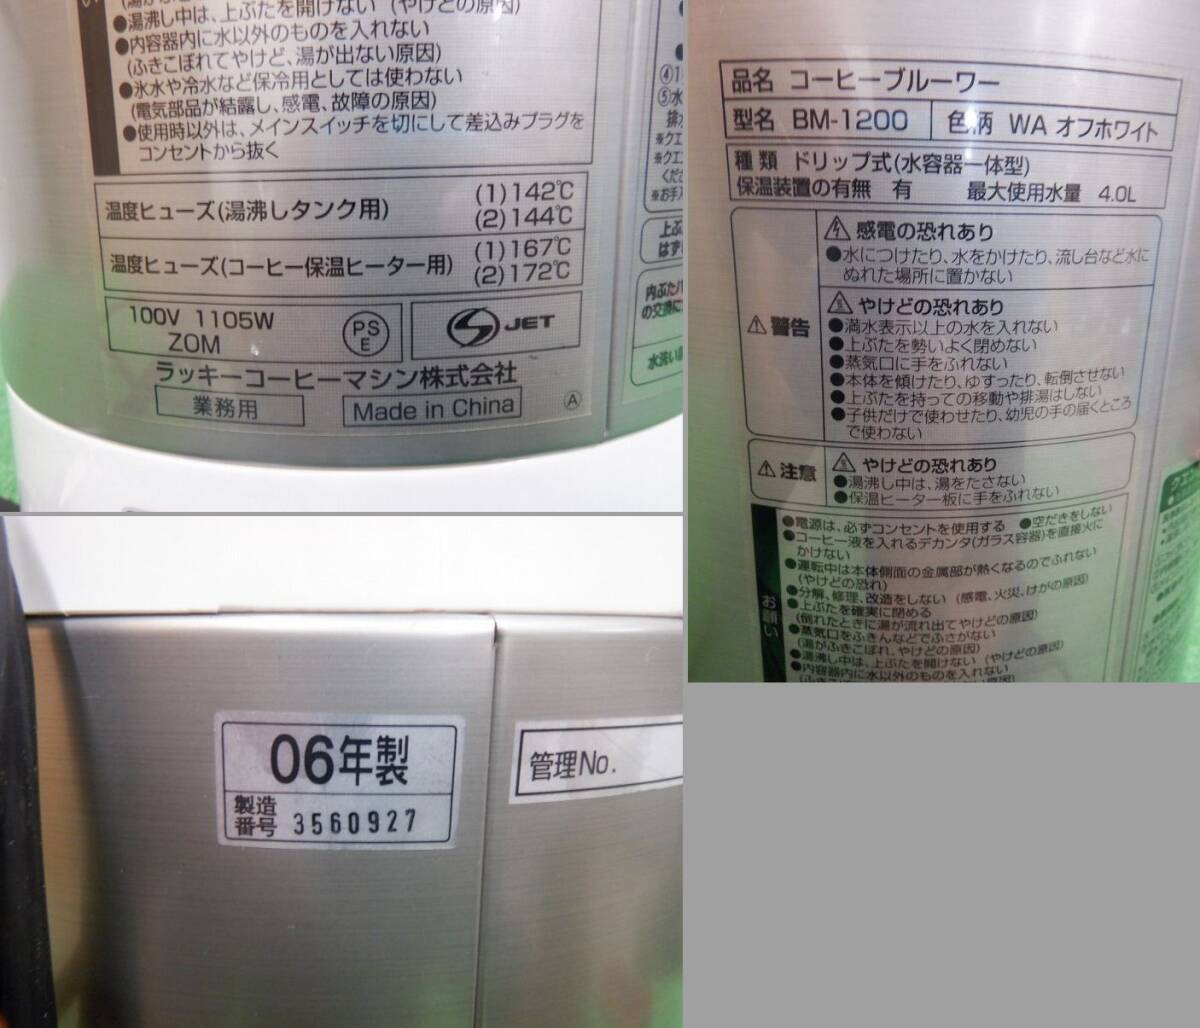 (やけどの原因)
●湯沸し中は、上ぶたを開けない (やけどの原因)
●内容器内に水以外のものを入れない
(ふきこぼれてやけど、湯が出ない原因)
●氷水や冷水など保冷用としては使わない
(電気部品が結露し、感電、故障の原因)
●使用時以外は、メインスイッチを切にして差込みプラグを
コンセントから抜く
温度ヒューズ(湯沸しタンク用) (1)142℃
(2)144℃
温度ヒューズ(コーヒー保温ヒーター用) (1)167℃
(2)172℃
100V 1105W
ZOM
PS
E
JET
ラッキーコーヒーマシン株式会社
業務用 Made in China Ⓐ
品名 コーヒーブルーワー
型名 BM-1200 色柄 WA オフホワイト
種類 ドリップ式(水容器一体型)
保温装置の有無 有 最大使用水量 4.0L
警告
感電の恐れあり
●水につけたり、水をかけたり、流し台など水に
ぬれた場所に置かない
やけどの恐れあり
●満水表示以上の水を入れない
●上ぶたを勢いよく閉めない
●蒸気口に手をふれない
●本体を傾けたり、ゆすったり、転倒させない
●上ぶたを持っての移動や排湯はしない
●子供だけで使わせたり、幼児の手の届くところ
で使わない
注意
やけどの恐れあり
●湯沸し中は、湯をたさない
●保温ヒーター板に手をふれない
お願い
●電源は、必ずコンセントを使用する ●空だきをしない
●コーヒー液を入れるデカンタ(ガラス容器)を直接火に
かけない
●運転中は本体側面の金属部が熱くなるのでふれない
(やけどの恐れ)
●分解、修理、改造をしない (感電、火災、けがの原因)
●上ぶたを確実に閉める
(倒れたときに湯が流れ出てやけどの原因)
●蒸気口をふきんなどでふさがない
(湯がふきこぼれ、やけどの原因)
●湯沸し中は、上ぶたを開けない (やけどの原因)
●内容器内に水以外のものを入れない
06年製
製造
番号 3560927
管理No.